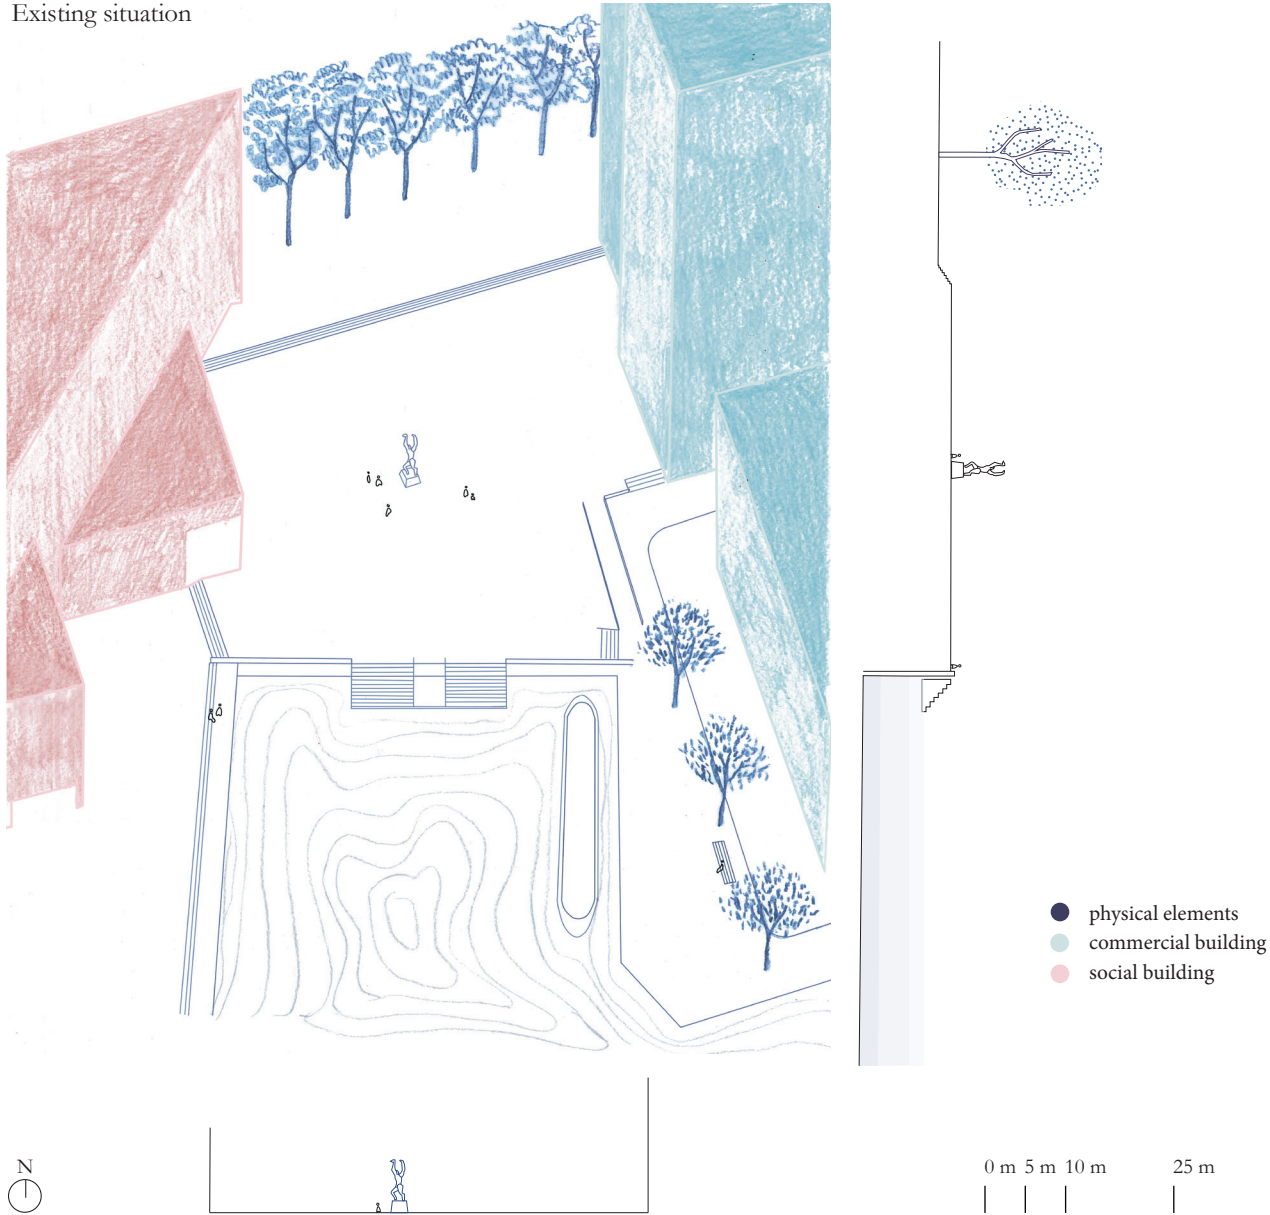 Existing situation
physical elements
commercial building
social building
N
0 m 5 m 10 m 25 m